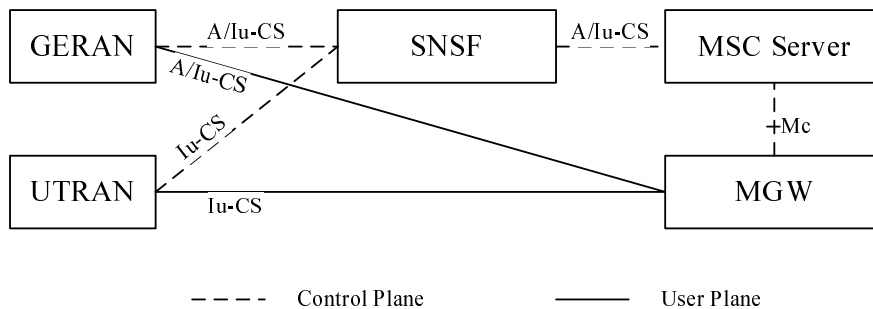 GERAN
A/Iu-CS
SNSF
A/Iu-CS
MSC Server
A/Iu-CS
Iu-CS
Mc
UTRAN
Iu-CS
MGW
Control Plane
User Plane